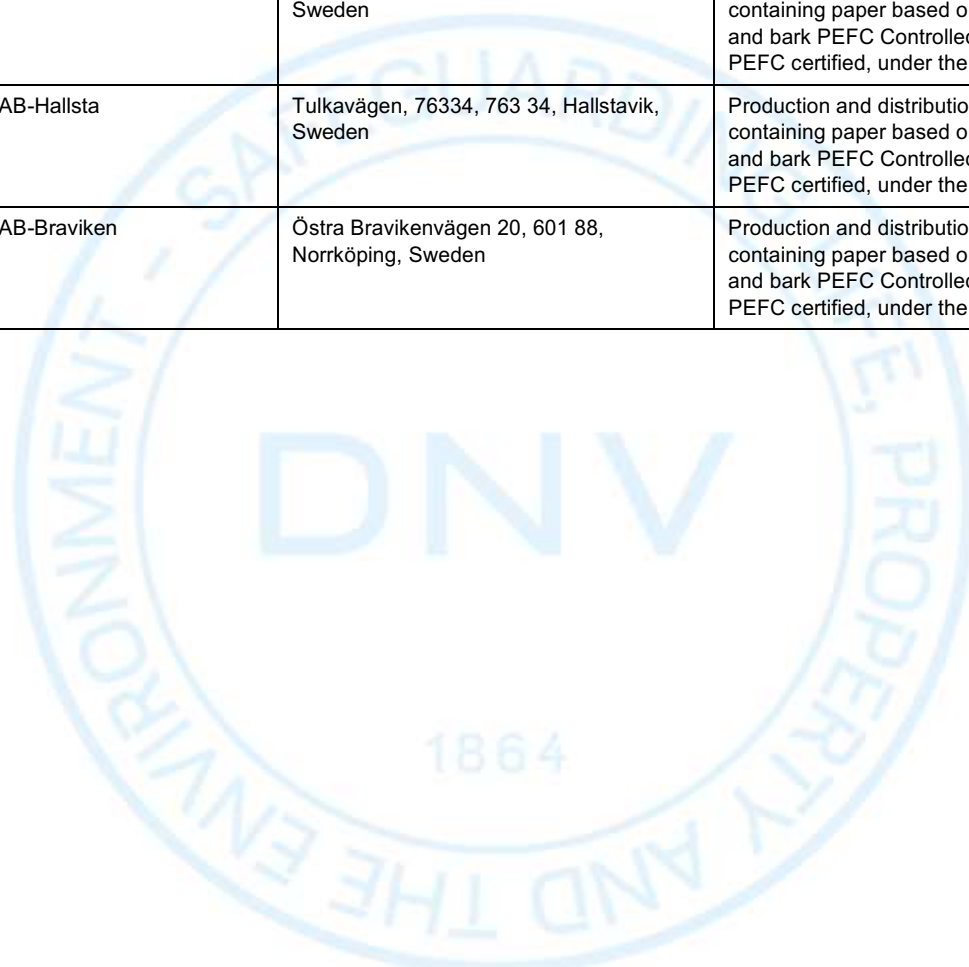 Sweden
containing paper based o
and bark PEFC Controlled
PEFC certified, under the
AB-Hallsta
Tulkavägen, 76334, 763 34, Hallstavik,
Sweden
Production and distributio
containing paper based o
and bark PEFC Controlled
PEFC certified, under the
AB-Braviken
Östra Bravikenvägen 20, 601 88,
Norrköping, Sweden
Production and distributio
containing paper based o
and bark PEFC Controlled
PEFC certified, under the
SAFEGUARDING LIFE, PROPERTY AND THE ENVIRONMENT -
DNV
1864